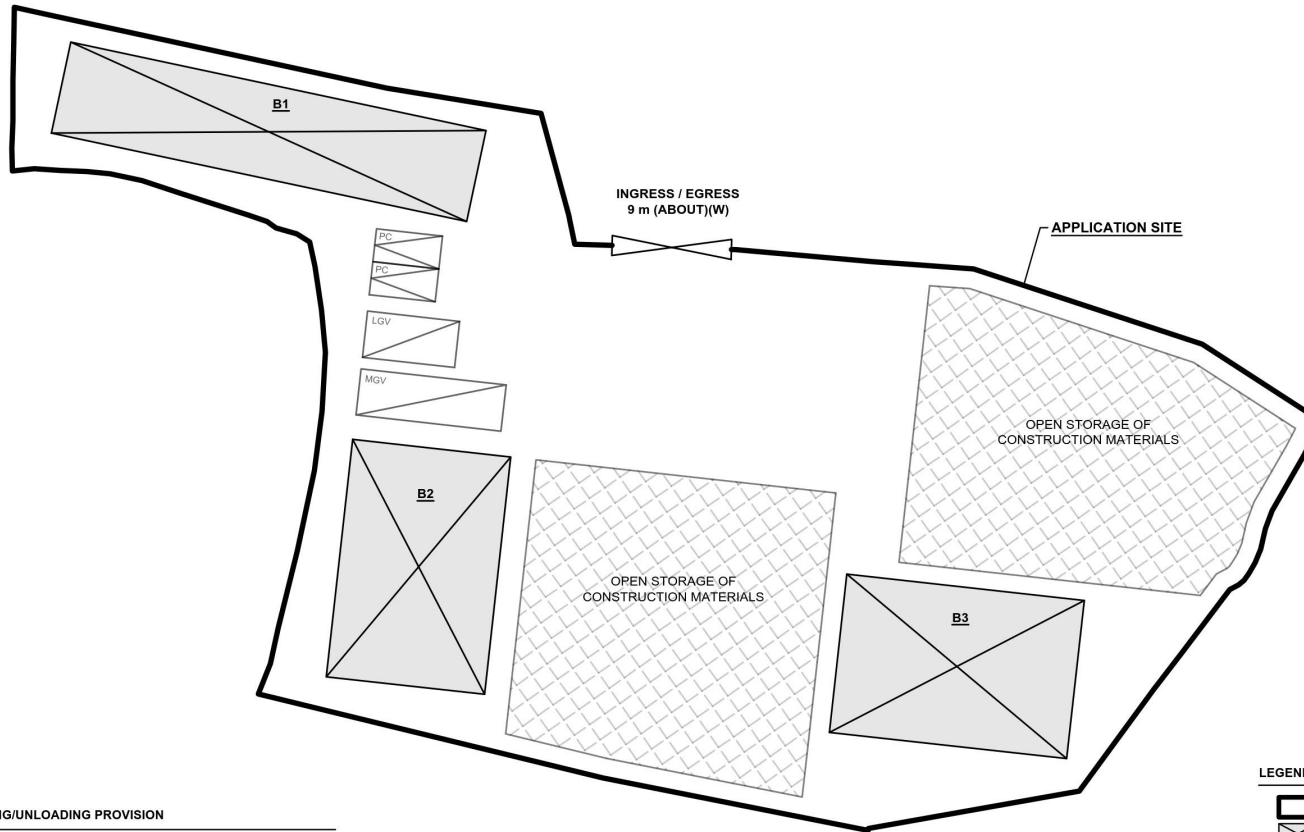 B1
INGRESS / EGRESS
9 m (ABOUT)(W)
APPLICATION SITE
PC
PC
LGV
MGV
OPEN STORAGE OF
CONSTRUCTION MATERIALS
B2
OPEN STORAGE OF
CONSTRUCTION MATERIALS
B3
NG/UNLOADING PROVISION
LEGEN